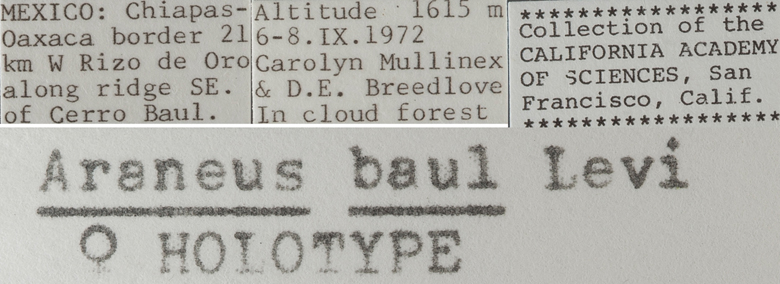 MEXICO: Chiapas-
Oaxaca border 21
km W Rizo de Oro
along ridge SE.
of Cerro Baul.
Altitude 1615 m
6-8.IX.1972
Carolyn Mullinex
& D.E. Breedlove
In cloud forest
******************
Collection of the
CALIFORNIA ACADEMY
OF SCIENCES, San
Francisco, Calif.
******************
Araneus baul Levi
♀ HOLOTYPE